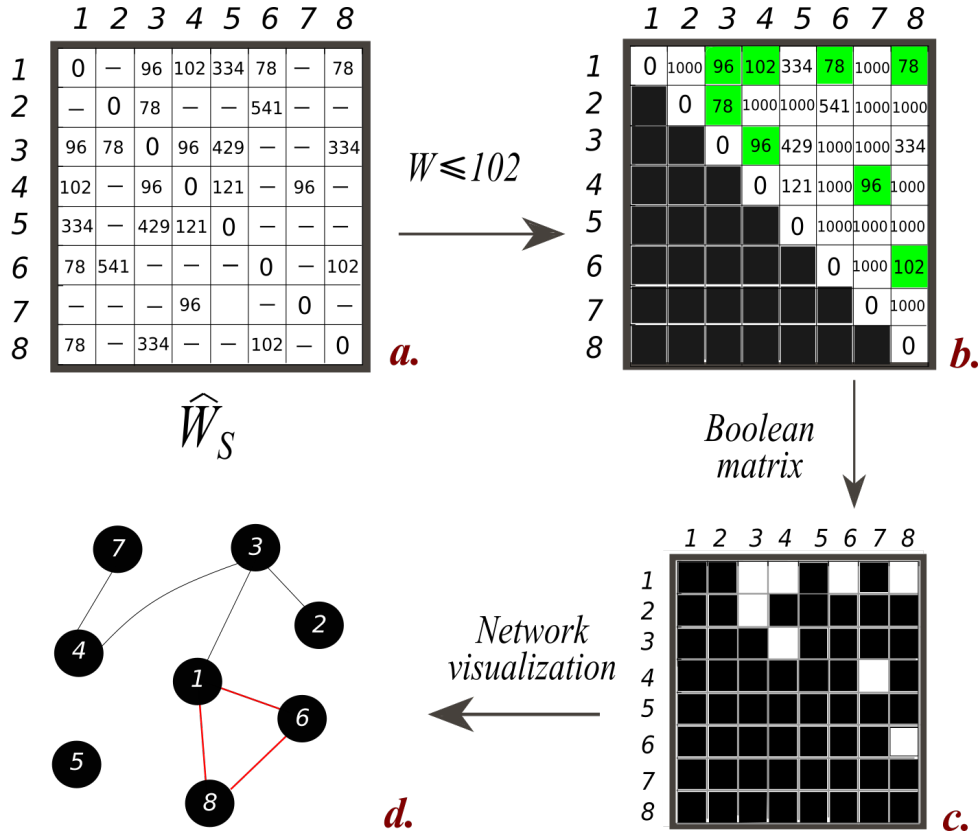 1 2 3 4 5 6 7 8
1 0 — 96 102 334 78 — 78
2 — 0 78 — — 541 — —
3 96 78 0 96 429 — — 334
4 102 — 96 0 121 — 96 —
5 334 — 429 121 0 — — —
6 78 541 — — — 0 — 102
7 — — — 96 — 0 —
8 78 — 334 — — 102 — 0
a.
Ŵ_S
W ≤ 102
1 2 3 4 5 6 7 8
1 0 1000 96 102 334 78 1000 78
2 0 78 1000 1000 541 1000 1000
3 0 96 429 1000 1000 334
4 0 121 1000 96 1000
5 0 1000 1000 1000
6 0 1000 102
7 0 1000
8 0
b.
Boolean
matrix
1 2 3 4 5 6 7 8
1
2
3
4
5
6
7
8
c.
Network
visualization
7
3
2
4
1
6
5
8
d.